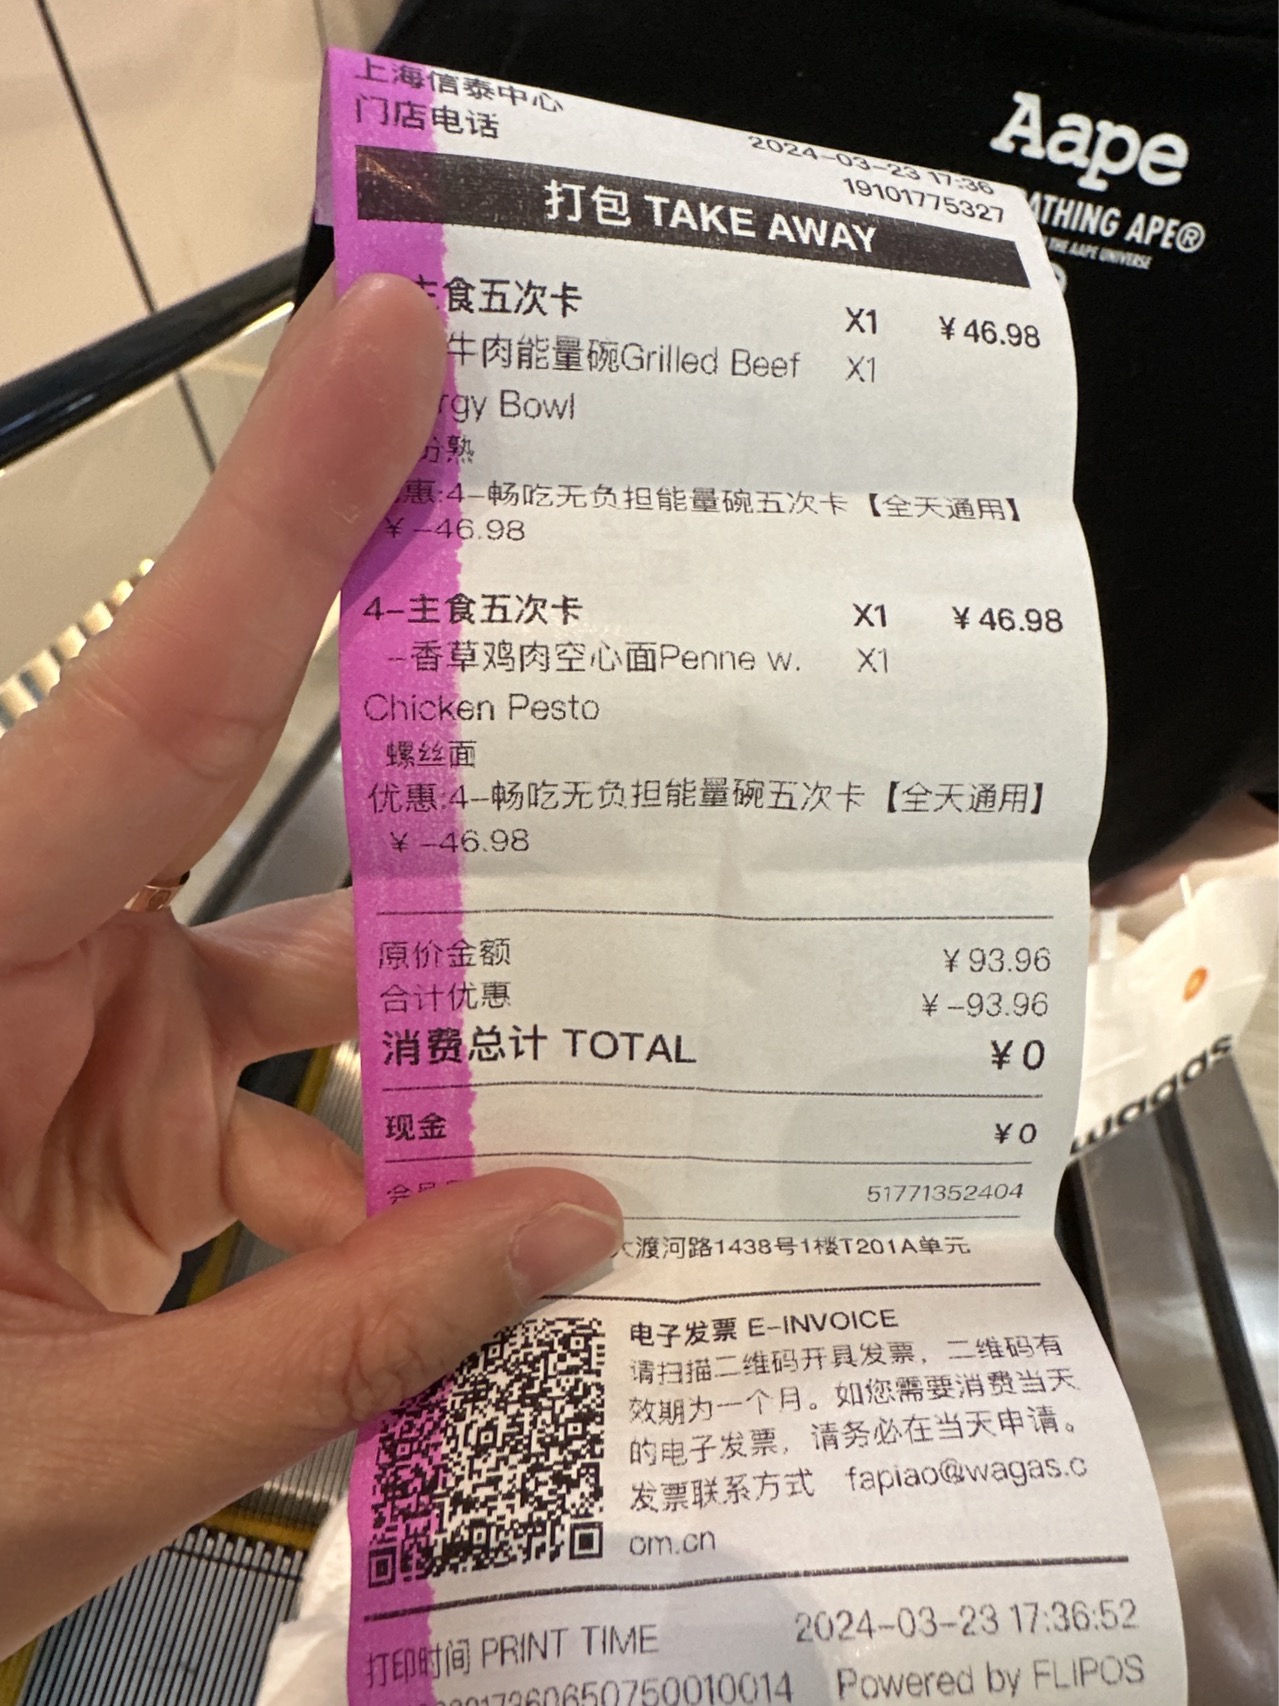 Aape
ATHING APE®
THE AAPE UNIVERSE
上海信泰中心
2024-03-23 17:36
门店电话
19101775327
打包 TAKE AWAY
主食五次卡 X1 ¥46.98
牛肉能量碗Grilled Beef X1
rgy Bowl
分熟
惠:4-畅吃无负担能量碗五次卡【全天通用】
¥-46.98
4-主食五次卡 X1 ¥46.98
-香草鸡肉空心面Penne w. X1
Chicken Pesto
螺丝面
优惠:4-畅吃无负担能量碗五次卡【全天通用】
¥-46.98
原价金额 ¥93.96
合计优惠 ¥-93.96
消费总计 TOTAL ¥0
现金 ¥0
会员 51771352404
大渡河路1438号1楼T201A单元
电子发票 E-INVOICE
请扫描二维码开具发票，二维码有
效期为一个月。如您需要消费当天
的电子发票，请务必在当天申请。
发票联系方式 fapiao@wagas.c
om.cn
打印时间 PRINT TIME 2024-03-23 17:36:52
Powered by FLIPOS
wagas